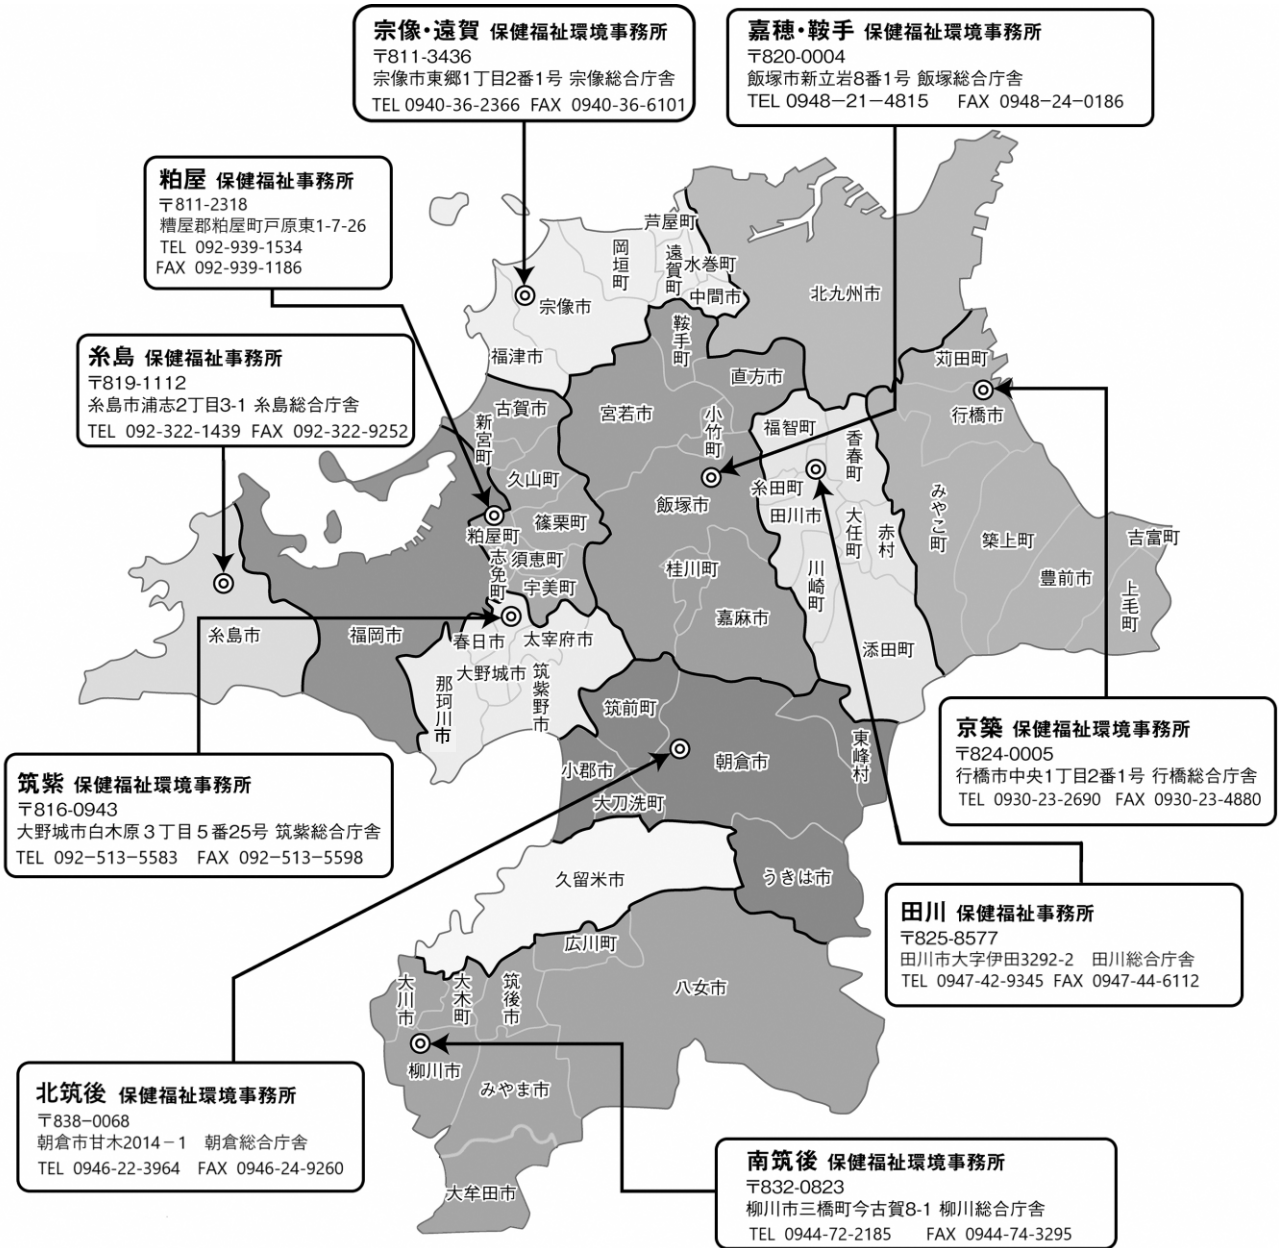 宗像・遠賀 保健福祉環境事務所
〒811-3436
宗像市東郷1丁目2番1号 宗像総合庁舎
TEL 0940-36-2366 FAX 0940-36-6101
嘉穂・鞍手 保健福祉環境事務所
〒820-0004
飯塚市新立岩8番1号 飯塚総合庁舎
TEL 0948−21−4815 FAX 0948−24−0186
粕屋 保健福祉事務所
〒811-2318
糟屋郡粕屋町戸原東1-7-26
TEL 092-939-1534
FAX 092-939-1186
糸島 保健福祉事務所
〒819-1112
糸島市浦志2丁目3-1 糸島総合庁舎
TEL 092-322-1439 FAX 092-322-9252
芦屋町
岡垣町
遠賀町
水巻町
中間市
宗像市
福津市
北九州市
鞍手町
直方市
苅田町
行橋市
古賀市
新宮町
宮若市
小竹町
福智町
香春町
久山町
飯塚市
糸田町
田川市
大任町
赤村
みやこ町
築上町
吉富町
豊前市
上毛町
粕屋町
篠栗町
志免町
須恵町
宇美町
桂川町
川崎町
嘉麻市
添田町
糸島市
福岡市
春日市
太宰府市
大野城市
筑紫野市
那珂川市
筑前町
朝倉市
東峰村
小郡市
大刀洗町
久留米市
うきは市
広川町
八女市
大川市
大木町
筑後市
柳川市
みやま市
大牟田市
筑紫 保健福祉環境事務所
〒816-0943
大野城市白木原３丁目５番25号 筑紫総合庁舎
TEL 092−513−5583 FAX 092−513−5598
京築 保健福祉環境事務所
〒824-0005
行橋市中央1丁目2番1号 行橋総合庁舎
TEL 0930-23-2690 FAX 0930-23-4880
田川 保健福祉事務所
〒825-8577
田川市大字伊田3292-2 田川総合庁舎
TEL 0947-42-9345 FAX 0947-44-6112
北筑後 保健福祉環境事務所
〒838−0068
朝倉市甘木2014−1 朝倉総合庁舎
TEL 0946-22-3964 FAX 0946-24-9260
南筑後 保健福祉環境事務所
〒832-0823
柳川市三橋町今古賀8-1 柳川総合庁舎
TEL 0944-72-2185 FAX 0944-74-3295